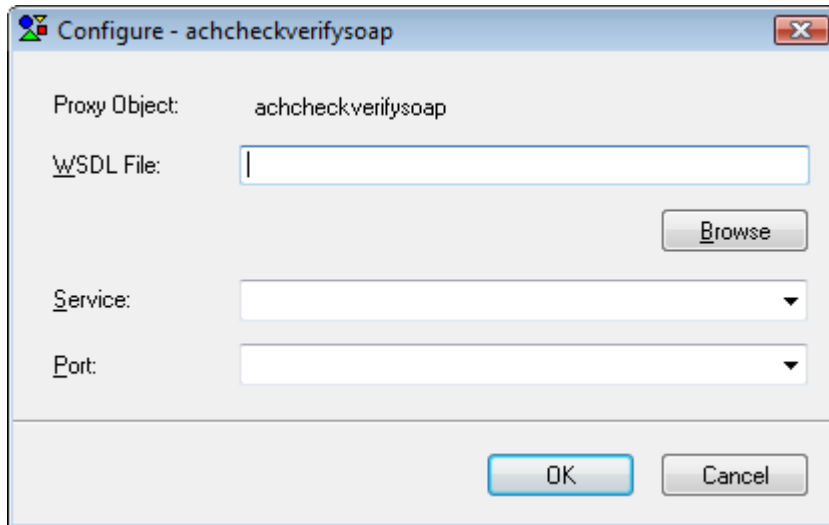 Configure - achcheckverifysoap
Proxy Object: achcheckverifysoap
WSDL File:
Browse
Service:
Port:
OK Cancel